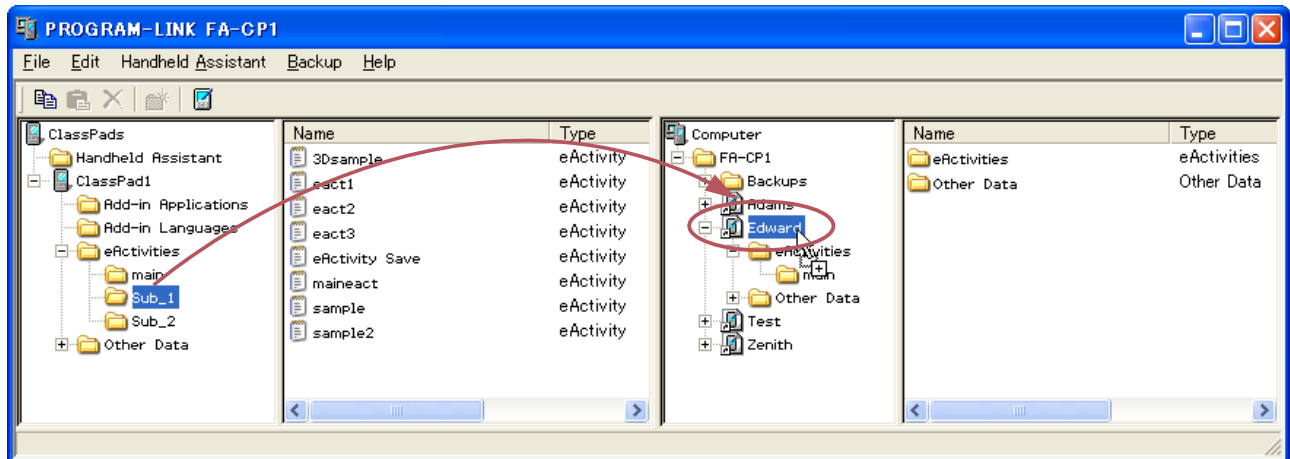 PROGRAM-LINK FA-CP1
File Edit Handheld Assistant Backup Help
ClassPads
Handheld Assistant
ClassPad1
Add-in Applications
Add-in Languages
eActivities
main
Sub_1
Sub_2
Other Data
Name Type
3Dsample eActivity
eact1 eActivity
eact2 eActivity
eact3 eActivity
eActivity Save eActivity
maineact eActivity
sample eActivity
sample2 eActivity
Computer
FA-CP1
Backups
Adams
Edward
eActivities
main
Other Data
Test
Zenith
Name Type
eActivities eActivities
Other Data Other Data